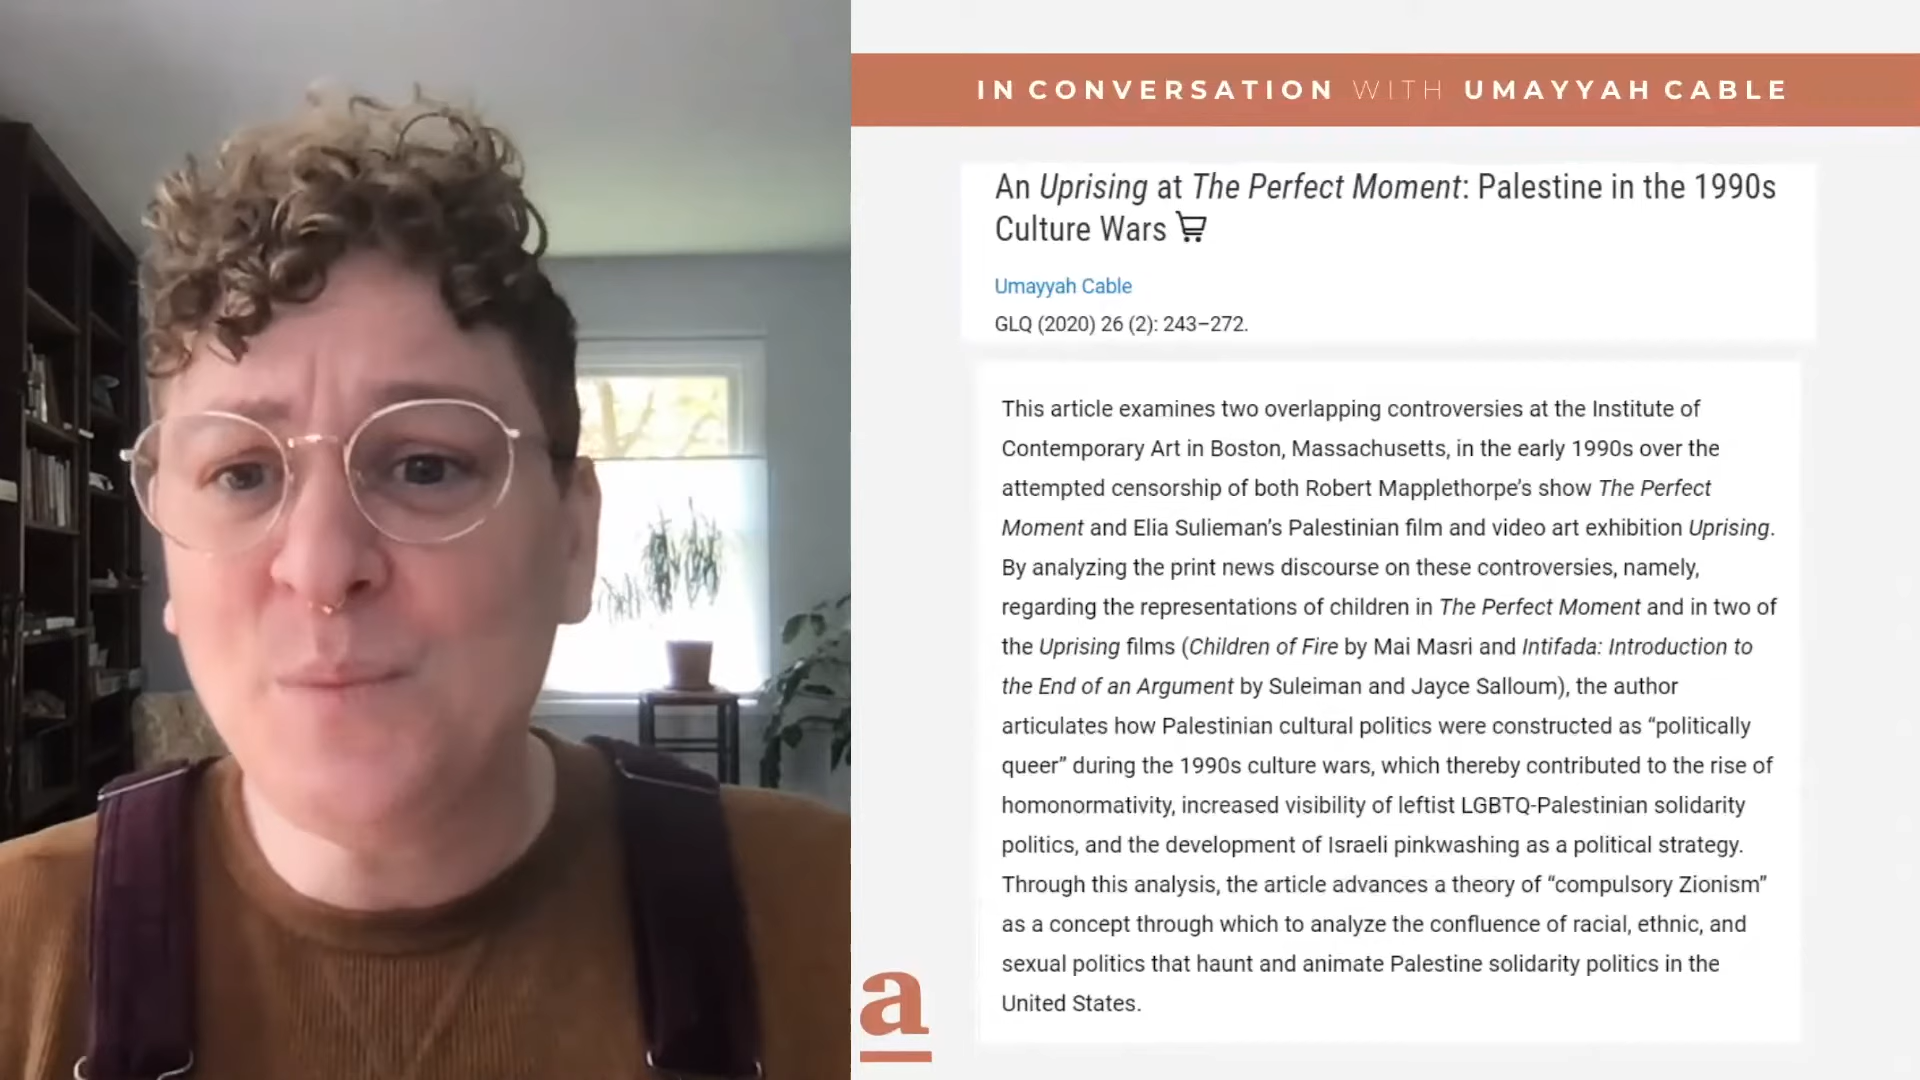 IN CONVERSATION WITH UMAYYAH CABLE
An Uprising at The Perfect Moment: Palestine in the 1990s
Culture Wars
Umayyah Cable
GLQ (2020) 26 (2): 243–272.
This article examines two overlapping controversies at the Institute of
Contemporary Art in Boston, Massachusetts, in the early 1990s over the
attempted censorship of both Robert Mapplethorpe's show The Perfect
Moment and Elia Sulieman's Palestinian film and video art exhibition Uprising.
By analyzing the print news discourse on these controversies, namely,
regarding the representations of children in The Perfect Moment and in two of
the Uprising films (Children of Fire by Mai Masri and Intifada: Introduction to
the End of an Argument by Suleiman and Jayce Salloum), the author
articulates how Palestinian cultural politics were constructed as “politically
queer” during the 1990s culture wars, which thereby contributed to the rise of
homonormativity, increased visibility of leftist LGBTQ-Palestinian solidarity
politics, and the development of Israeli pinkwashing as a political strategy.
Through this analysis, the article advances a theory of “compulsory Zionism”
as a concept through which to analyze the confluence of racial, ethnic, and
sexual politics that haunt and animate Palestine solidarity politics in the
United States.
a